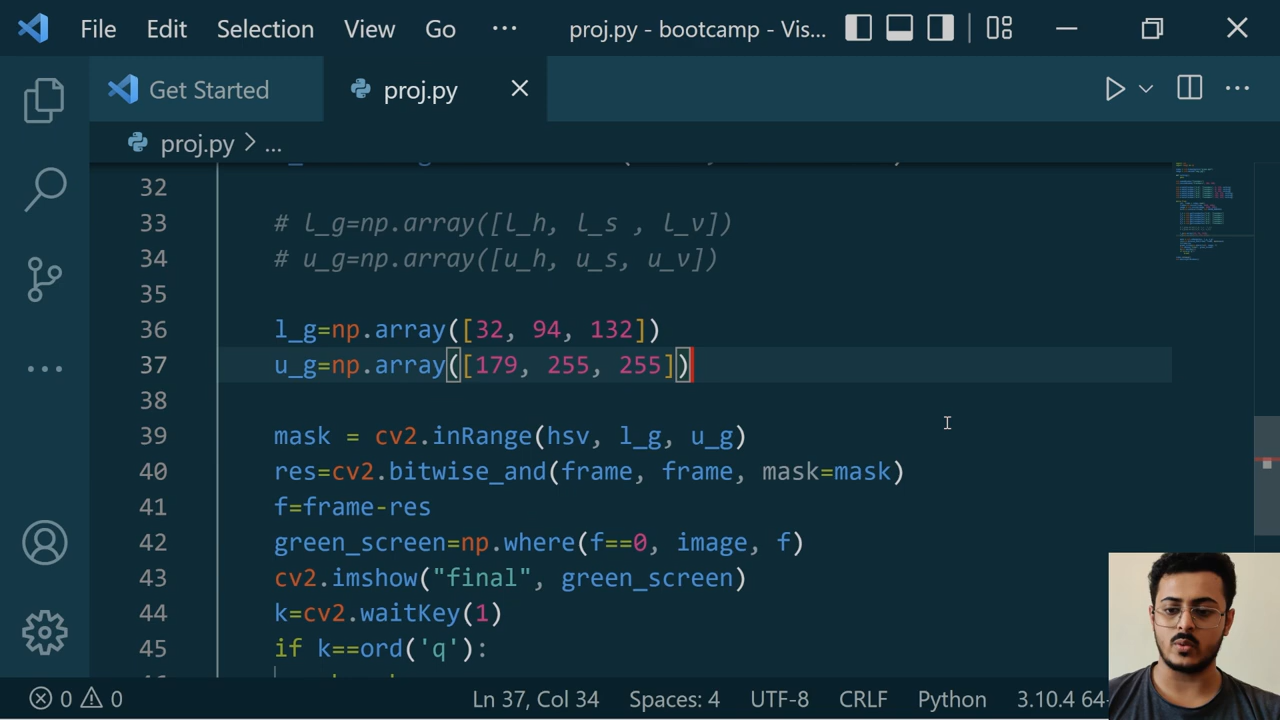 File Edit Selection View Go ... proj.py - bootcamp - Vis...
Get Started proj.py
proj.py > ...
32
33 # l_g=np.array([l_h, l_s , l_v])
34 # u_g=np.array([u_h, u_s, u_v])
35
36 l_g=np.array([32, 94, 132])
37 u_g=np.array([179, 255, 255])
38
39 mask = cv2.inRange(hsv, l_g, u_g)
40 res=cv2.bitwise_and(frame, frame, mask=mask)
41 f=frame-res
42 green_screen=np.where(f==0, image, f)
43 cv2.imshow("final", green_screen)
44 k=cv2.waitKey(1)
45 if k==ord('q'):
0 0 Ln 37, Col 34 Spaces: 4 UTF-8 CRLF Python 3.10.4 64-